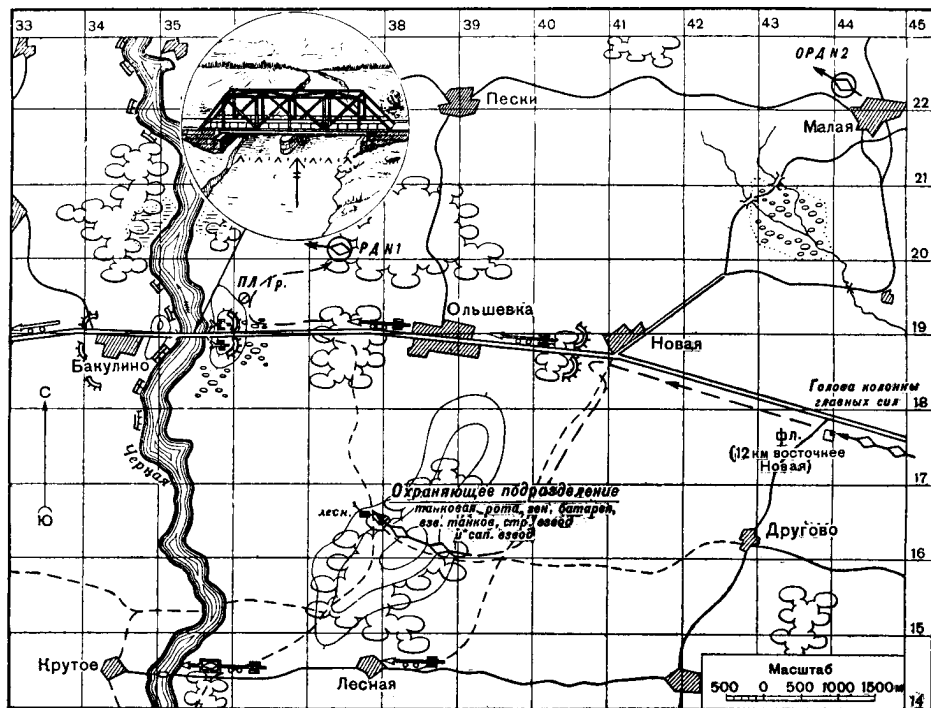 33 34 35 38 39 40 41 42 43 44 45
ОРД N2
22
Пески
Малая
21
20
РД N1
ПЛ/Гр.
Ольшевка
19
Бакулино
Новая
Голова колонны
главных сил
18
С
фл.
(12 км восточнее
Новая)
17
Черная
Охраняющее подразделение
танковая рота, зен. батарея,
взв. танков, стр. взвод
и сап. взвод
лесн.
Ю
Другово
16
15
Крутое
Лесная
Масштаб
500 0 500 1000 1500м
14